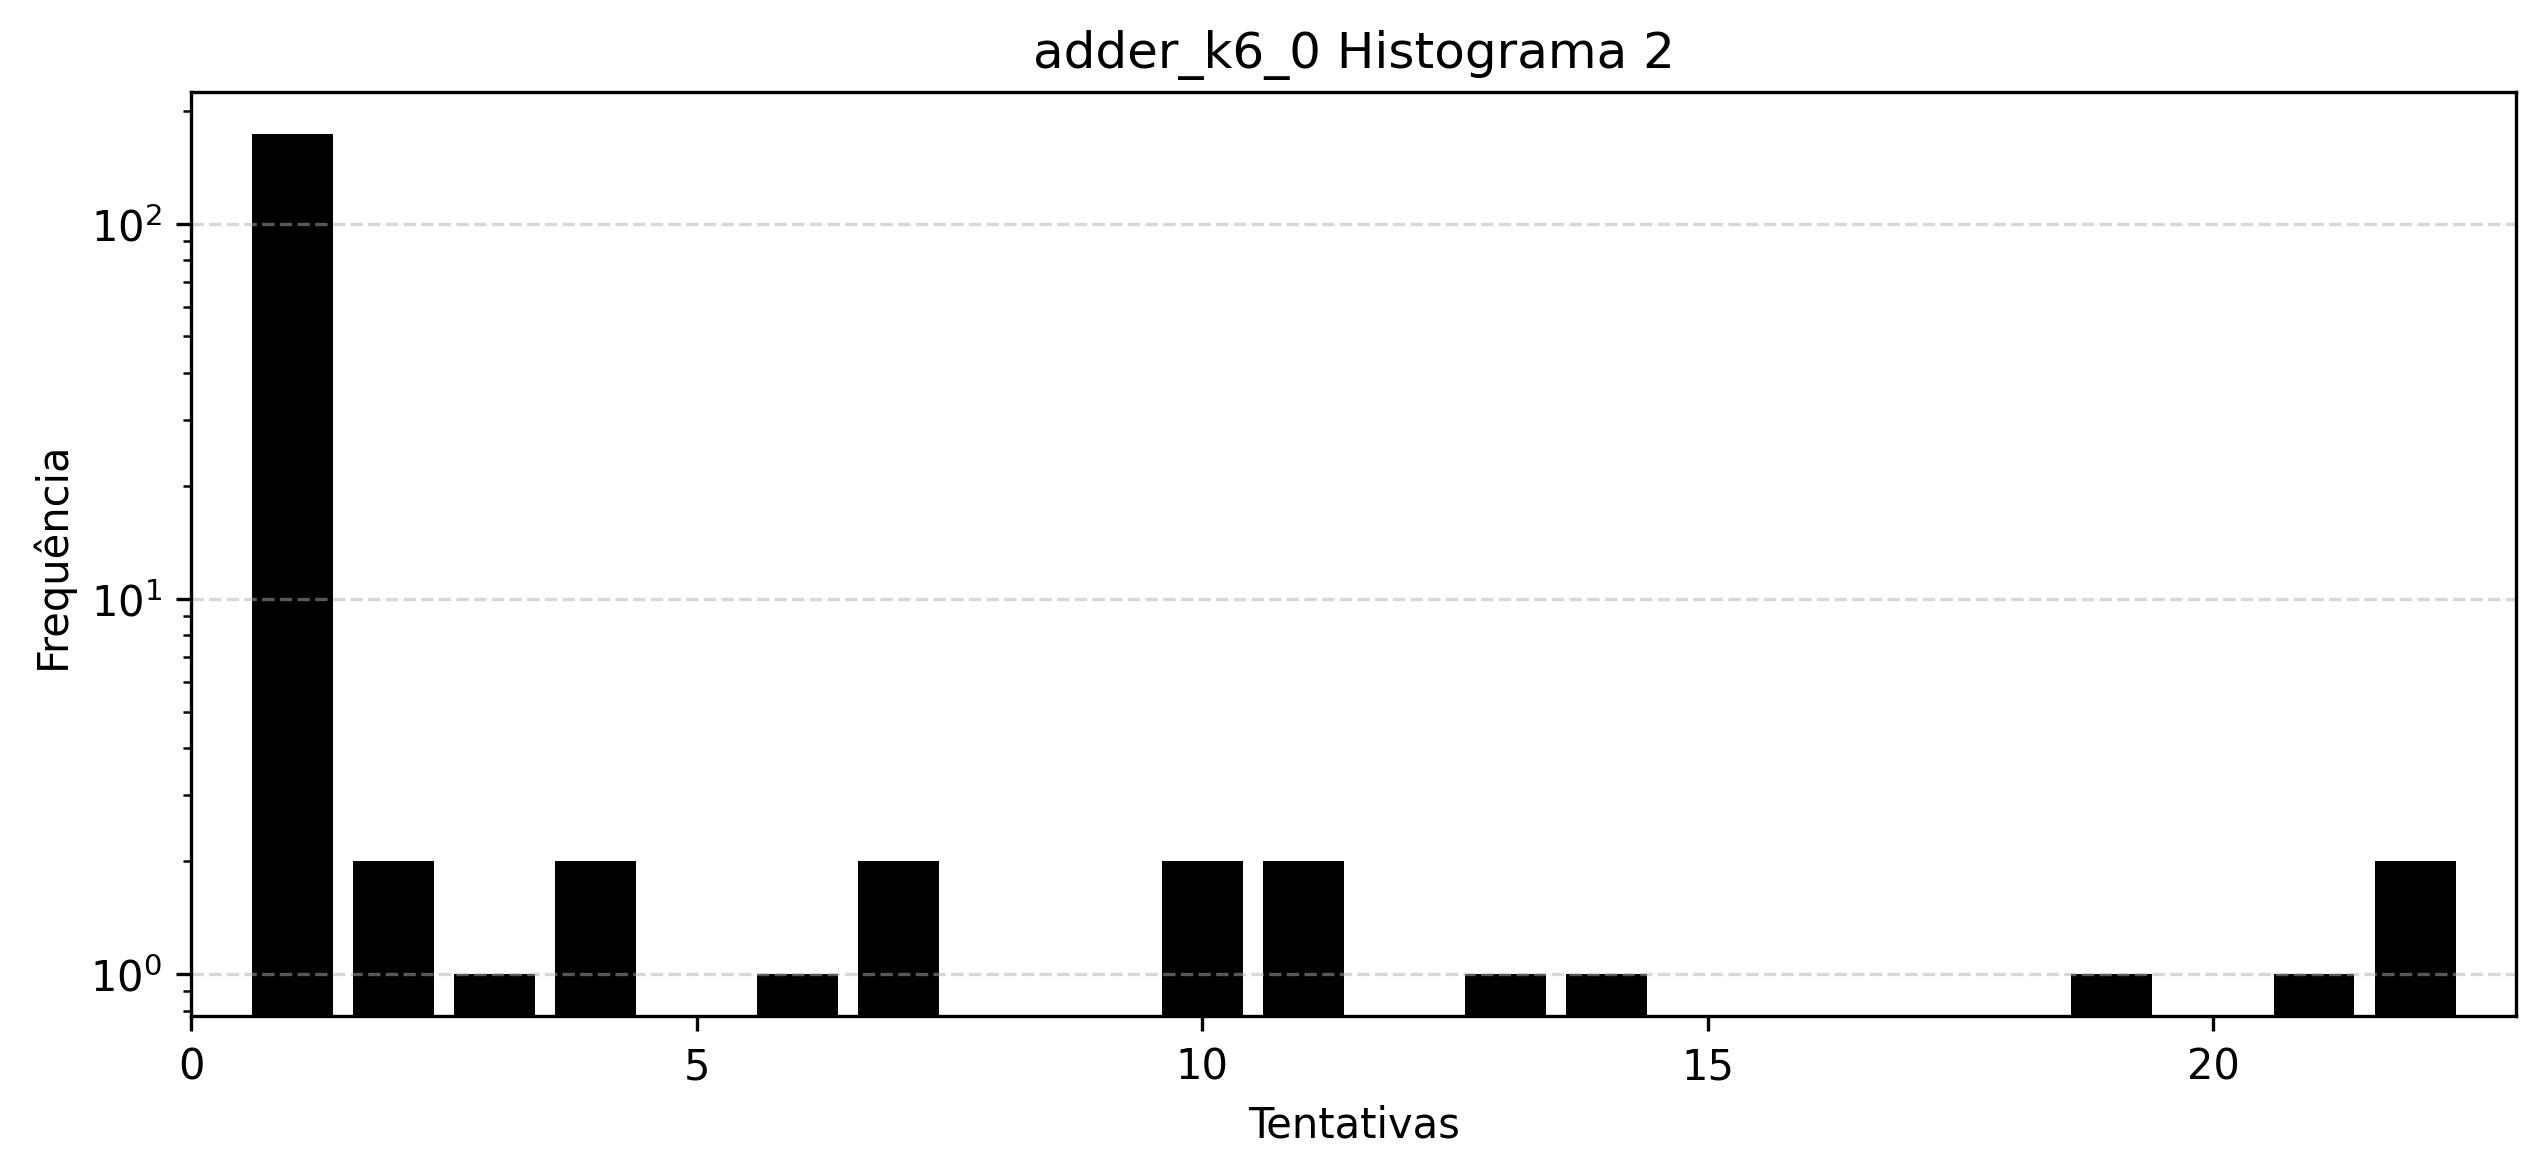 adder_k6_0 Histograma 2
Frequência
10²
10¹
10⁰
0 5 10 15 20
Tentativas